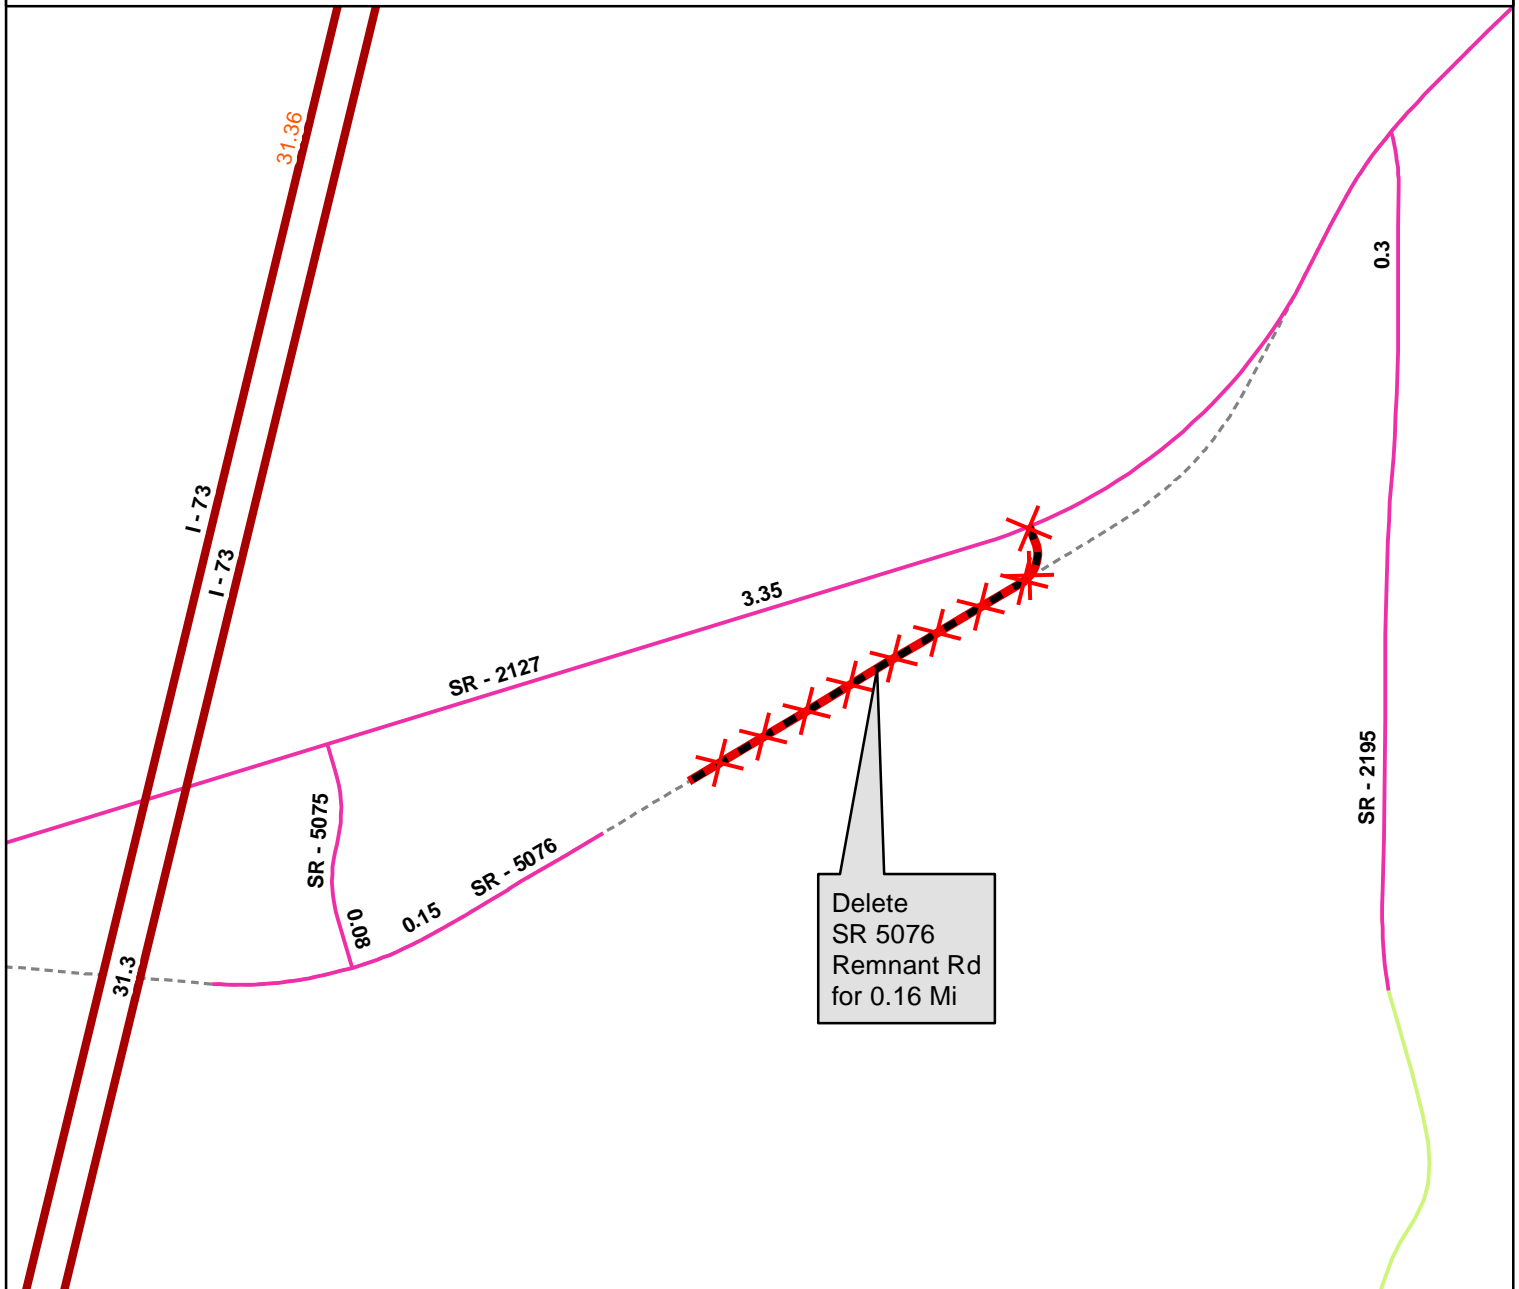 31.36
0.3
I - 73
I - 73
3.35
SR - 2127
SR - 2195
SR - 5075
SR - 5076
0.15
0.08
31.3
Delete
SR 5076
Remnant Rd
for 0.16 Mi